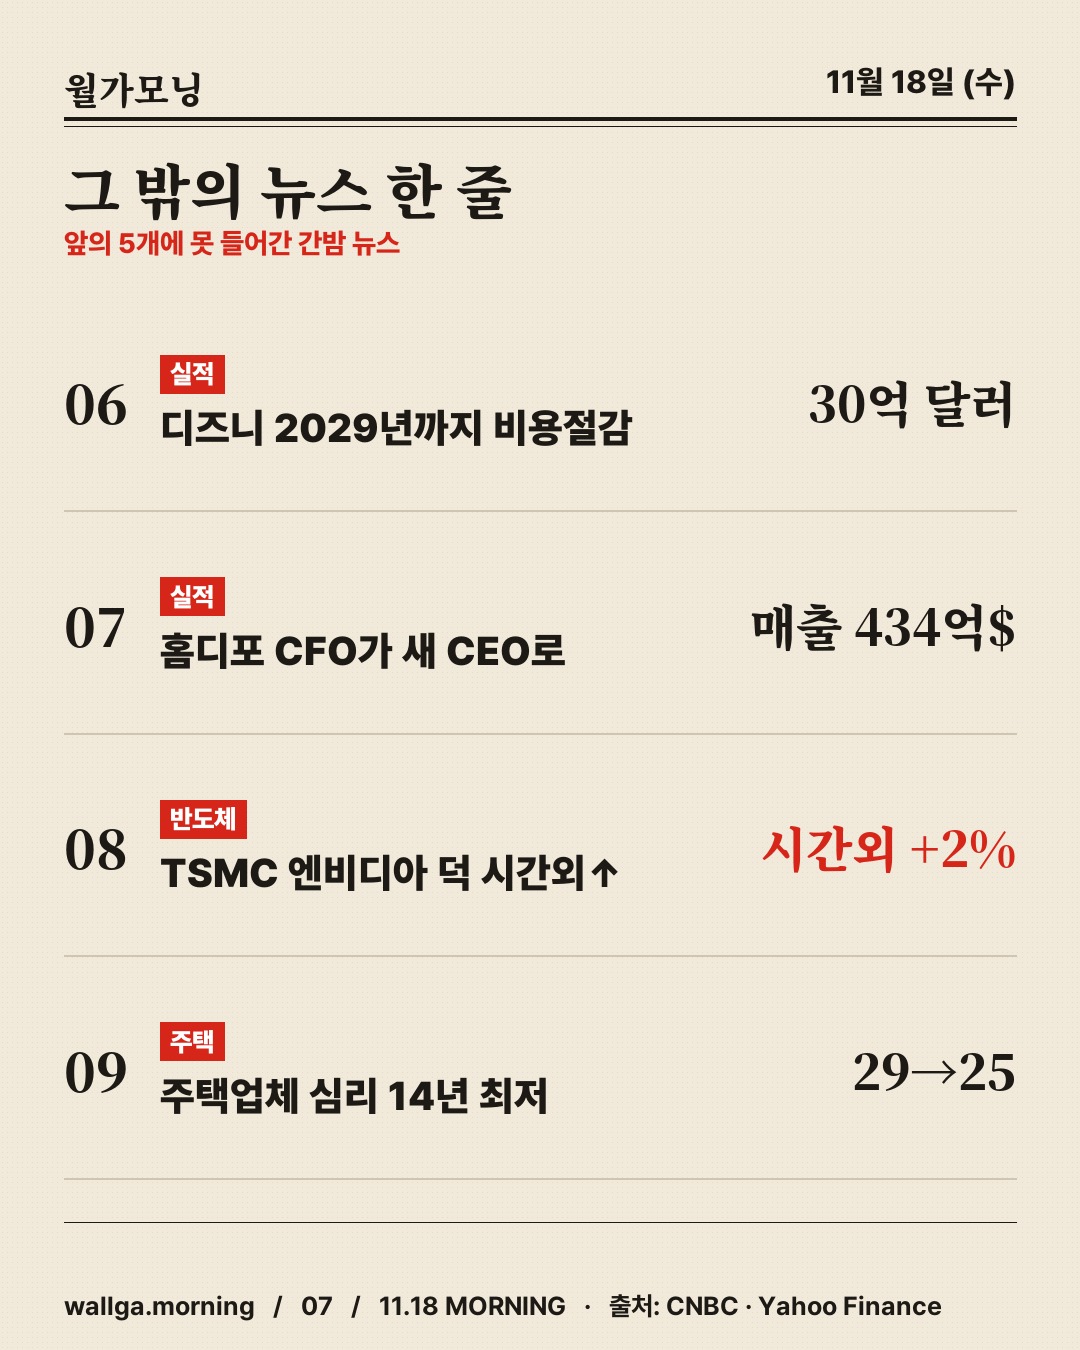 월가모닝
11월 18일 (수)
그 밖의 뉴스 한 줄
앞의 5개에 못 들어간 간밤 뉴스
06
실적
디즈니 2029년까지 비용절감
30억 달러
07
실적
홈디포 CFO가 새 CEO로
매출 434억$
08
반도체
TSMC 엔비디아 덕 시간외↑
시간외 +2%
09
주택
주택업체 심리 14년 최저
29→25
wallga.morning / 07 / 11.18 MORNING · 출처: CNBC · Yahoo Finance